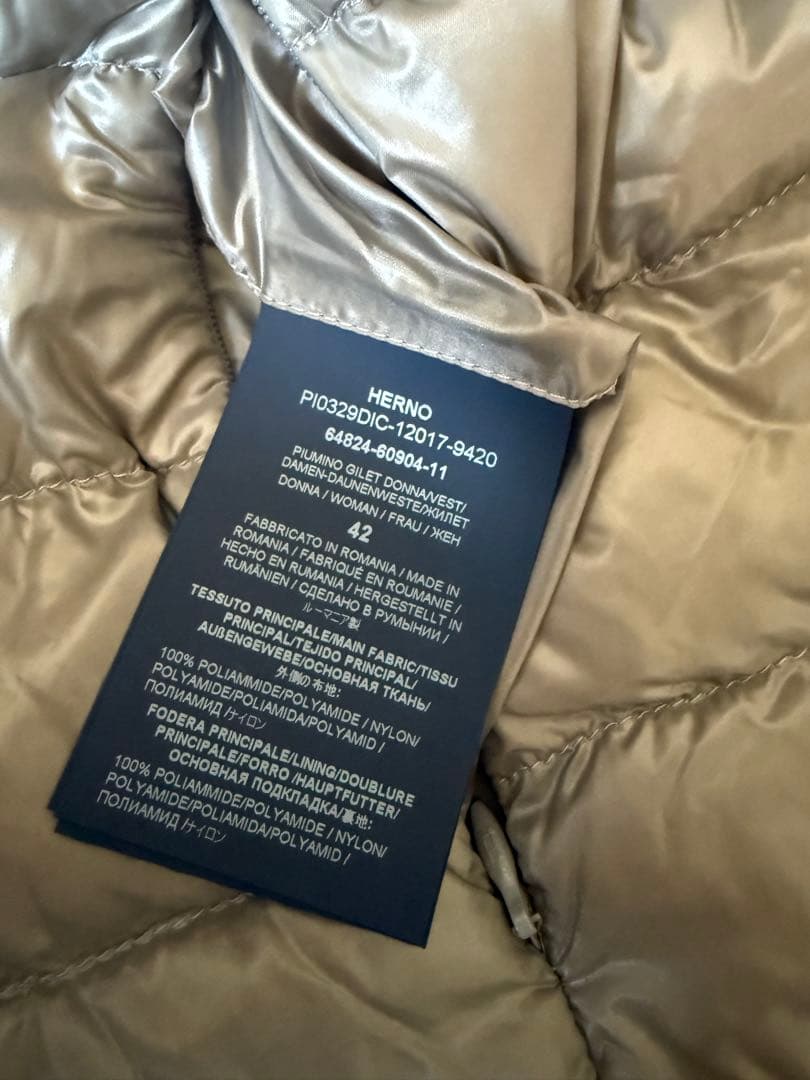 HERNO
PI0329DIC-12017-9420
64824-60904-11
PIUMINO GILET DONNA/VEST/
DAMEN-DAUNENWESTE/ЖИЛЕТ
DONNA / WOMAN / FRAU / ЖЕН
42
FABBRICATO IN ROMANIA / MADE IN
ROMANIA / FABRIQUÉ EN ROUMANIE /
HECHO EN RUMANIA / HERGESTELLT IN
RUMÄNIEN / СДЕЛАНО В РУМЫНИИ /
ルーマニア製
TESSUTO PRINCIPALE/MAIN FABRIC/TISSU
PRINCIPAL/TEJIDO PRINCIPAL/
AUßENGEWEBE/ОСНОВНАЯ ТКАНЬ/
外側の布地:
100% POLIAMMIDE/POLYAMIDE / NYLON/
POLYAMIDE/POLIAMIDA/POLYAMID /
ПОЛИАМИД /ナイロン
FODERA PRINCIPALE/LINING/DOUBLURE
PRINCIPALE/FORRO /HAUPTFUTTER/
ОСНОВНАЯ ПОДКЛАДКА/裏地:
100% POLIAMMIDE/POLYAMIDE / NYLON/
POLYAMIDE/POLIAMIDA/POLYAMID /
ПОЛИАМИД /ナイロン